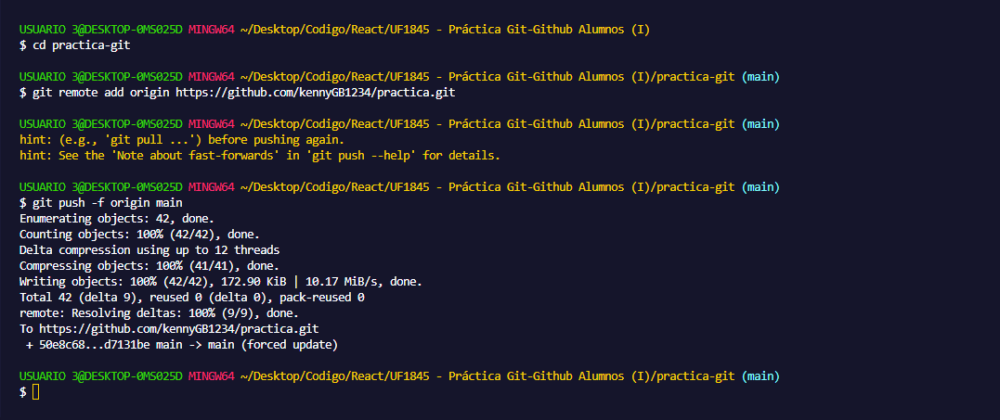 USUARIO 3@DESKTOP-0MS025D MINGW64 ~/Desktop/Codigo/React/UF1845 - Práctica Git-Github Alumnos (I)
$ cd practica-git
USUARIO 3@DESKTOP-0MS025D MINGW64 ~/Desktop/Codigo/React/UF1845 - Práctica Git-Github Alumnos (I)/practica-git (main)
$ git remote add origin https://github.com/kennyGB1234/practica.git
USUARIO 3@DESKTOP-0MS025D MINGW64 ~/Desktop/Codigo/React/UF1845 - Práctica Git-Github Alumnos (I)/practica-git (main)
hint: (e.g., 'git pull ...') before pushing again.
hint: See the 'Note about fast-forwards' in 'git push --help' for details.
USUARIO 3@DESKTOP-0MS025D MINGW64 ~/Desktop/Codigo/React/UF1845 - Práctica Git-Github Alumnos (I)/practica-git (main)
$ git push -f origin main
Enumerating objects: 42, done.
Counting objects: 100% (42/42), done.
Delta compression using up to 12 threads
Compressing objects: 100% (41/41), done.
Writing objects: 100% (42/42), 172.90 KiB | 10.17 MiB/s, done.
Total 42 (delta 9), reused 0 (delta 0), pack-reused 0
remote: Resolving deltas: 100% (9/9), done.
To https://github.com/kennyGB1234/practica.git
 + 50e8c68...d7131be main -> main (forced update)
USUARIO 3@DESKTOP-0MS025D MINGW64 ~/Desktop/Codigo/React/UF1845 - Práctica Git-Github Alumnos (I)/practica-git (main)
$